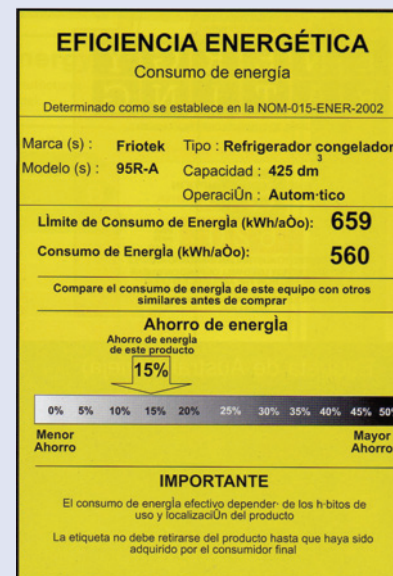 EFICIENCIA ENERGÉTICA
Consumo de energía
Determinado como se establece en la NOM-015-ENER-2002
Marca (s) : Friotek Tipo : Refrigerador congelador
Modelo (s) : 95R-A Capacidad : 425 dm3
OperaciÛn : Autom·tico
LÌmite de Consumo de EnergÌa (kWh/aÒo): 659
Consumo de EnergÌa (kWh/aÒo): 560
Compare el consumo de energÌa de este equipo con otros
similares antes de comprar
Ahorro de energÌa
Ahorro de energÌa
de este producto
15%
0% 5% 10% 15% 20% 25% 30% 35% 40% 45% 50%
Menor Mayor
Ahorro Ahorro
IMPORTANTE
El consumo de energÌa efectivo depender· de los h·bitos de
uso y localizaciÛn del producto
La etiqueta no debe retirarse del producto hasta que haya sido
adquirido por el consumidor final